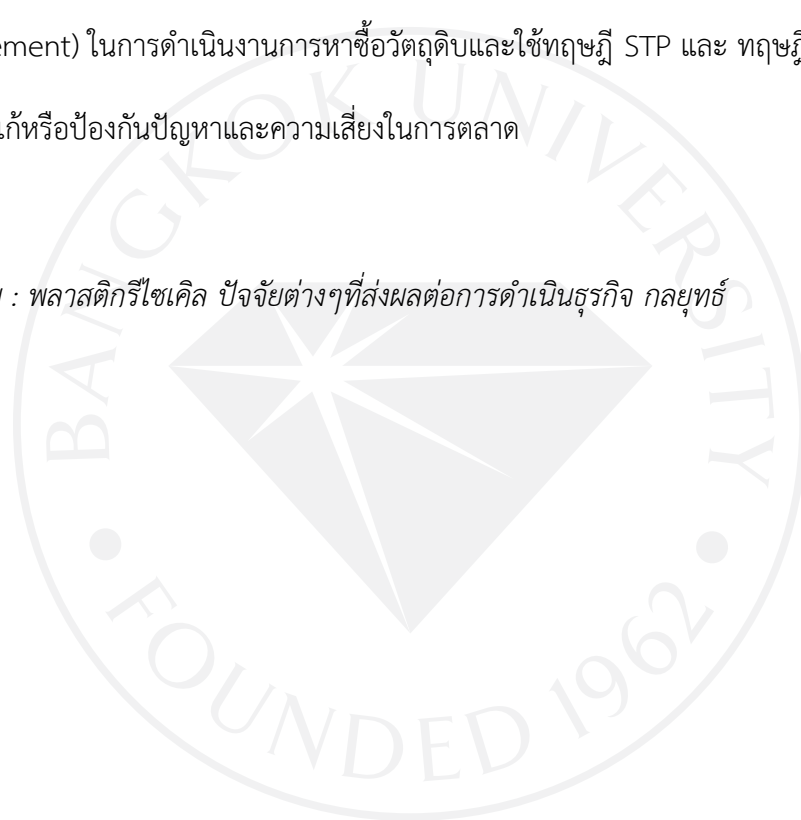 ement) ในการดำเนินงานการหาซื้อวัตถุดิบและใช้ทฤษฎี STP และ ทฤษฎี
แก้หรือป้องกันปัญหาและความเสี่ยงในการตลาด
: พลาสติกรีไซเคิล ปัจจัยต่างๆที่ส่งผลต่อการดำเนินธุรกิจ กลยุทธ์
BANGKOK UNIVERSITY
FOUNDED 1962